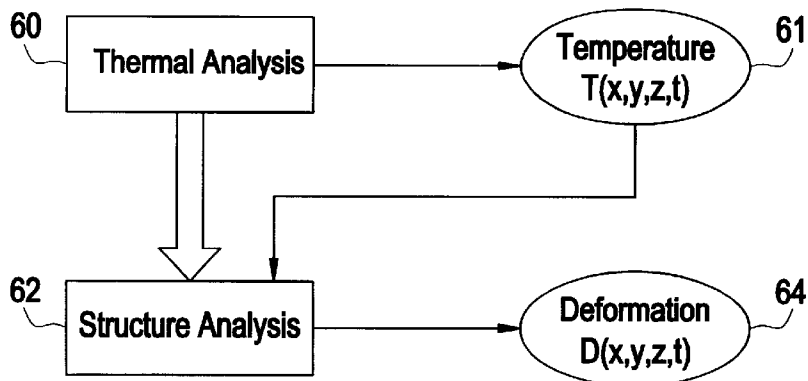 60
Thermal Analysis
Temperature
T(x,y,z,t)
61
62
Structure Analysis
Deformation
D(x,y,z,t)
64